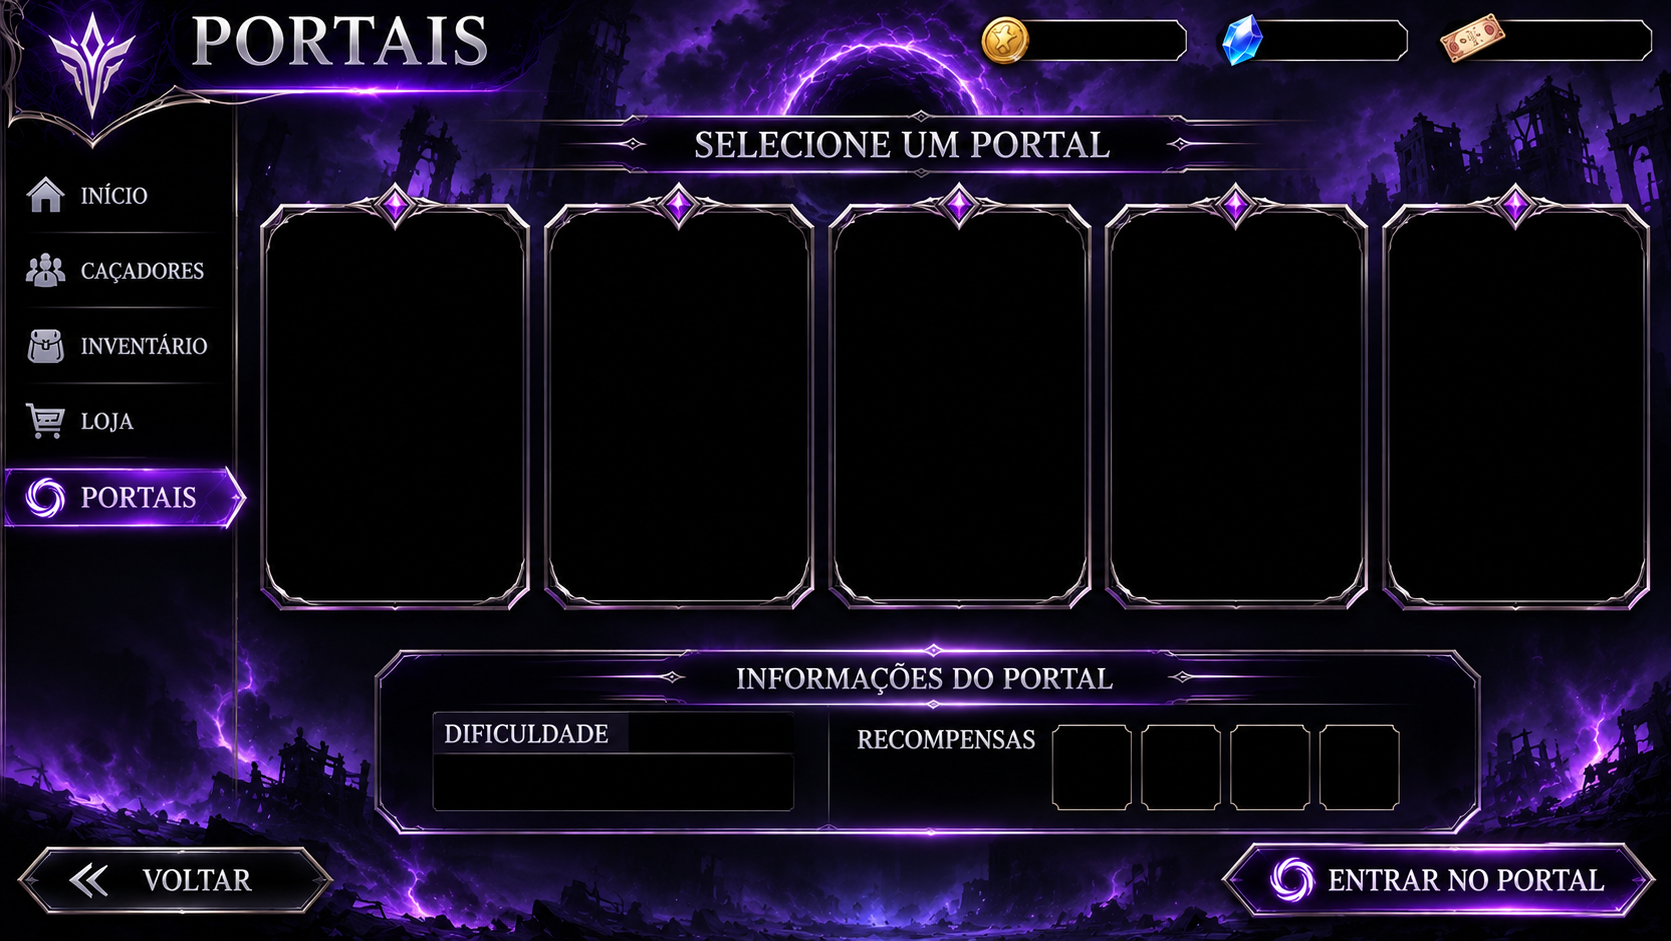 PORTAIS
SELECIONE UM PORTAL
INÍCIO
CAÇADORES
INVENTÁRIO
LOJA
PORTAIS
INFORMAÇÕES DO PORTAL
DIFICULDADE
RECOMPENSAS
VOLTAR
ENTRAR NO PORTAL